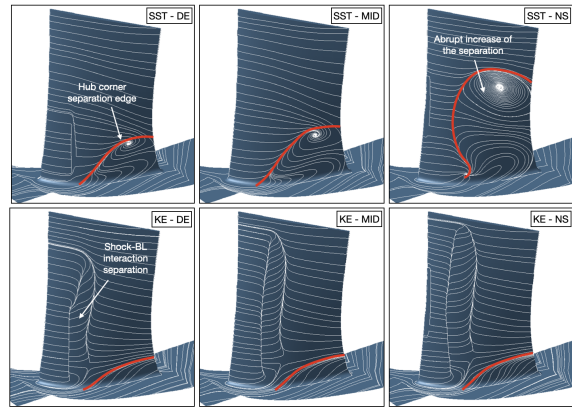 SST - DE
SST - MID
SST - NS
Hub corner
separation edge
Abrupt increase of
the separation
KE - DE
KE - MID
KE - NS
Shock-BL
interaction
separation